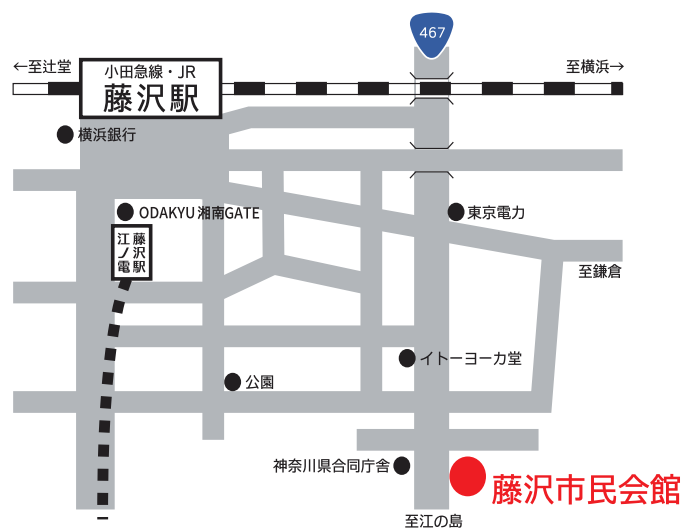 467
←至辻堂
小田急線・JR
藤沢駅
至横浜→
横浜銀行
ODAKYU 湘南GATE
東京電力
藤沢駅
江ノ電
至鎌倉
イトーヨーカ堂
公園
神奈川県合同庁舎
藤沢市民会館
至江の島